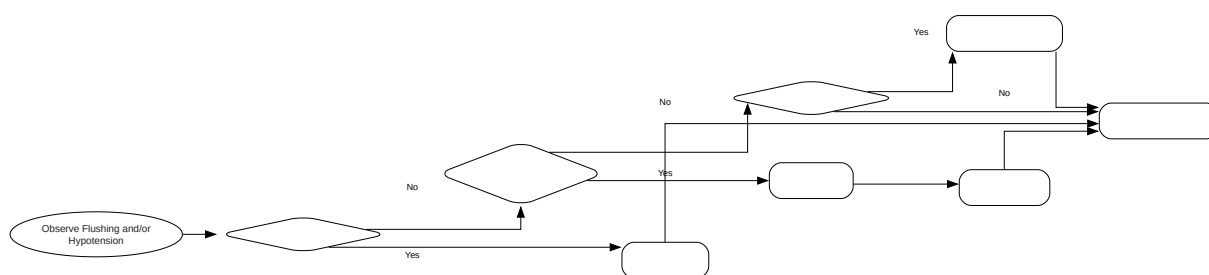 Yes
No
No
Yes
No
Observe Flushing and/or
Hypotension
Yes